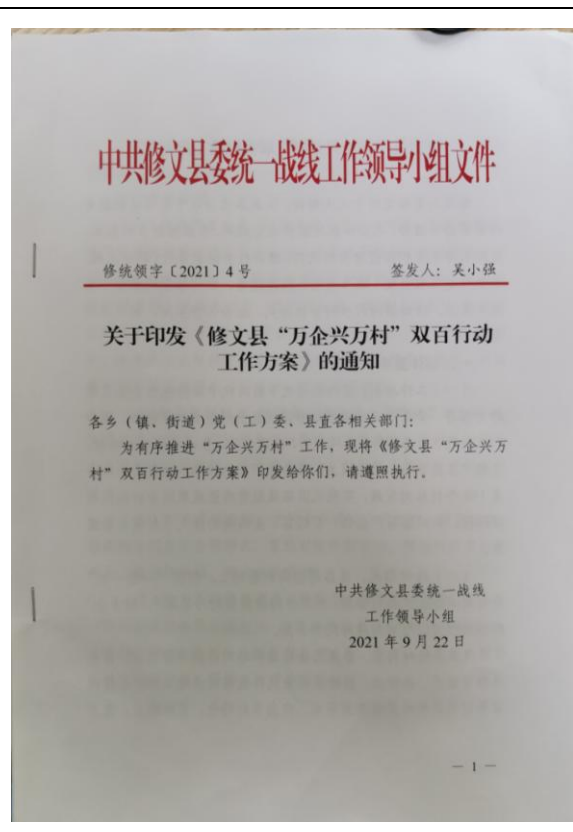 中共修文县委统一战线工作领导小组文件
修统领字〔2021〕4号 签发人：吴小强
关于印发《修文县“万企兴万村”双百行动
工作方案》的通知
各乡（镇、街道）党（工）委、县直各相关部门：
为有序推进“万企兴万村”工作，现将《修文县“万企兴万
村”双百行动工作方案》印发给你们，请遵照执行。
中共修文县委统一战线
工作领导小组
2021年9月22日
— 1 —